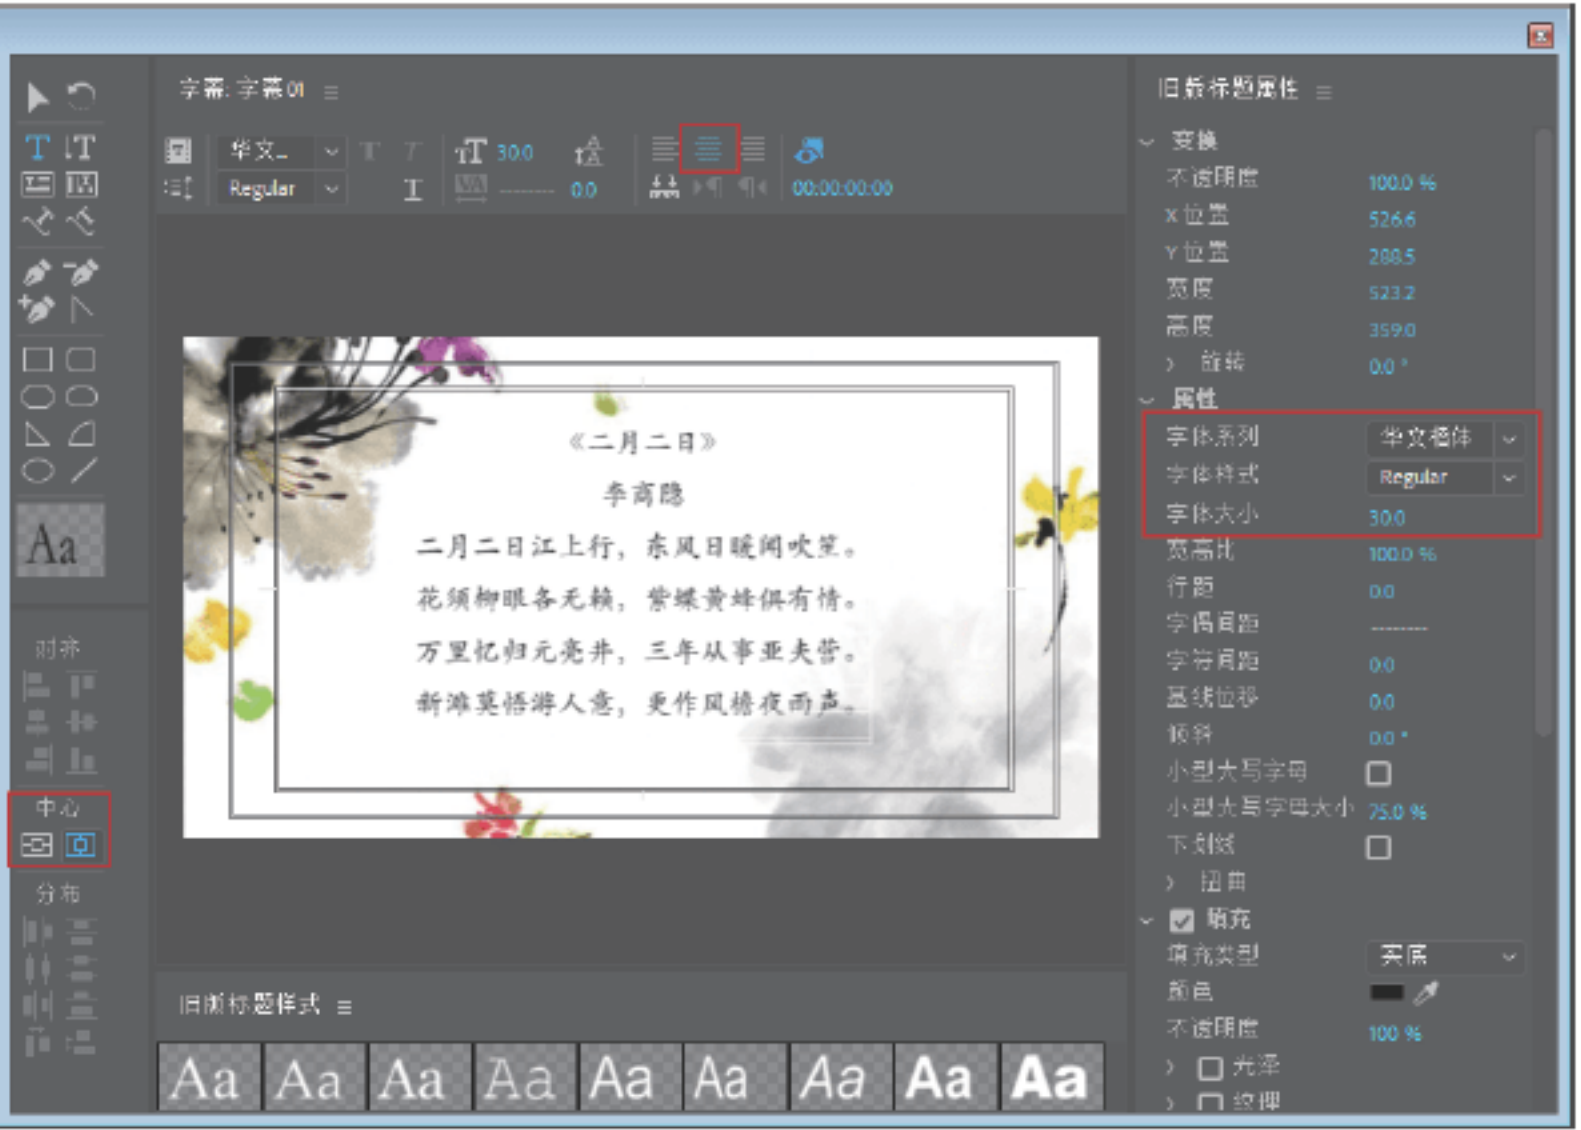 字幕: 字幕 01
华文...
30.0
Regular
0.0
00:00:00:00
Aa
对齐
中心
分布
《二月二日》
李商隐
二月二日江上行，东风日暖闻吹笙。
花须柳眼各无赖，紫蝶黄蜂俱有情。
万里忆归元亮井，三年从事亚夫营。
新滩莫悟游人意，更作风檐夜雨声。
旧版标题样式
Aa Aa Aa Aa Aa Aa Aa Aa Aa
旧版标题属性
变换
不透明度 100.0 %
X 位置 526.6
Y 位置 288.5
宽度 523.2
高度 359.0
旋转 0.0 °
属性
字体系列 华文楷体
字体样式 Regular
字体大小 30.0
宽高比 100.0 %
行距 0.0
字偶间距
字符间距 0.0
基线位移 0.0
倾斜 0.0 °
小型大写字母
小型大写字母大小 75.0 %
下划线
扭曲
填充
填充类型 实底
颜色
不透明度 100 %
光泽
纹理